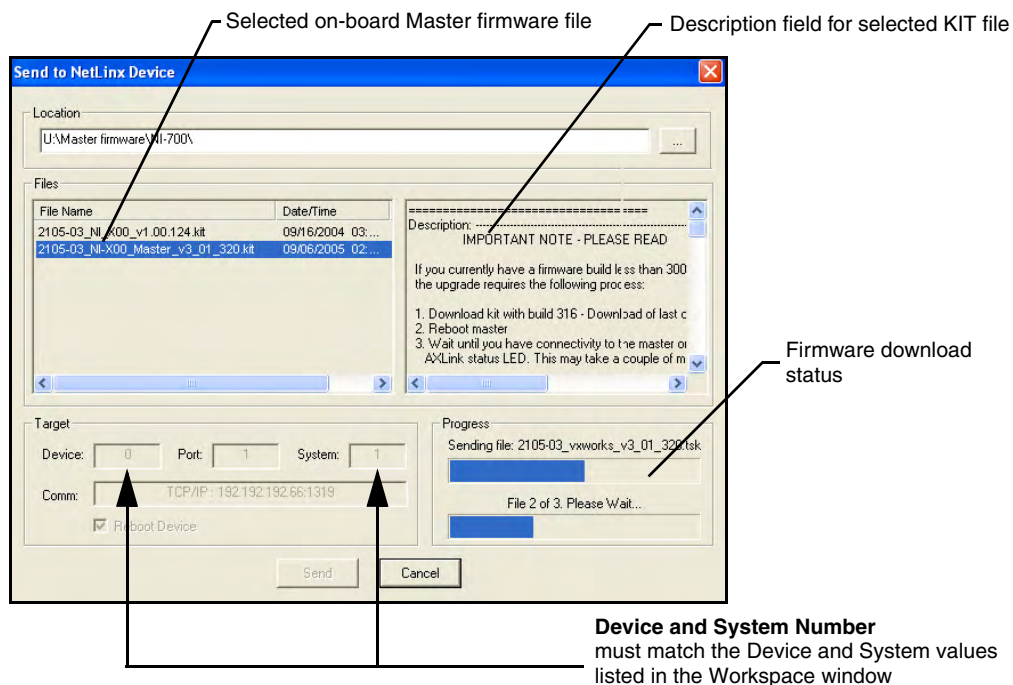 Selected on-board Master firmware file
Description field for selected KIT file
Send to NetLinx Device
Location
U:\Master firmware\NI-700\
...
Files
File Name Date/Time
2105-03_NI_X00_v1.00.124.kit 09/16/2004 03:...
2105-03_NI-X00_Master_v3_01_320.kit 09/06/2005 02:...
==================================
Description: ------------------------------------
IMPORTANT NOTE - PLEASE READ
If you currently have a firmware build less than 300
the upgrade requires the following process:
1. Download kit with build 316 - Download of last c
2. Reboot master
3. Wait until you have connectivity to the master or
AXLink status LED. This may take a couple of m
Firmware download
status
Target
Device: 0 Port: 1 System: 1
Comm: TCP/IP : 192.192.192.66:1319
Reboot Device
Progress
Sending file: 2105-03_vxworks_v3_01_320.tsk
File 2 of 3. Please Wait...
Send
Cancel
Device and System Number
must match the Device and System values
listed in the Workspace window